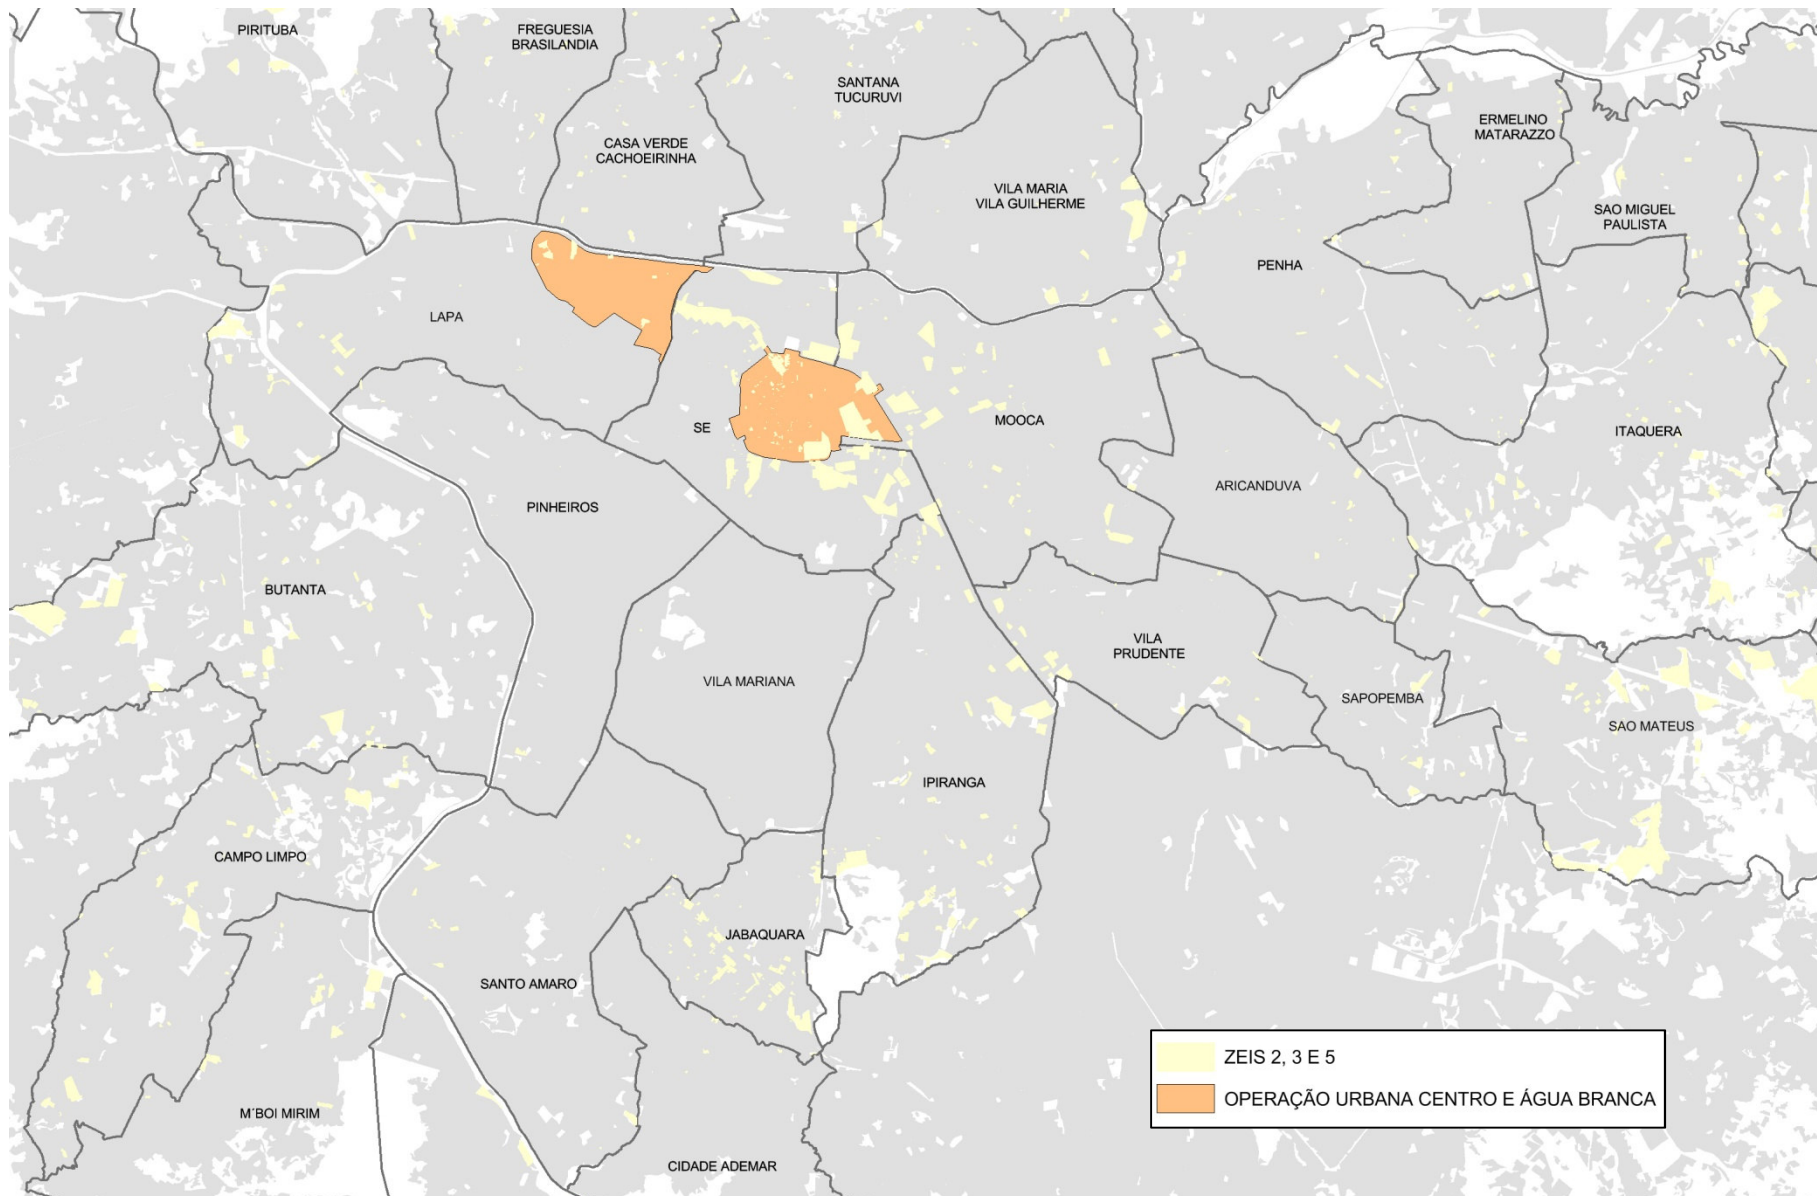 PIRITUBA
FREGUESIA
BRASILANDIA
SANTANA
TUCURUVI
CASA VERDE
CACHOEIRINHA
ERMELINO
MATARAZZO
VILA MARIA
VILA GUILHERME
SAO MIGUEL
PAULISTA
PENHA
LAPA
SE
MOOCA
ITAQUERA
ARICANDUVA
PINHEIROS
BUTANTA
VILA
PRUDENTE
VILA MARIANA
SAPOPEMBA
SAO MATEUS
IPIRANGA
CAMPO LIMPO
JABAQUARA
SANTO AMARO
ZEIS 2, 3 E 5
OPERAÇÃO URBANA CENTRO E ÁGUA BRANCA
M'BOI MIRIM
CIDADE ADEMAR